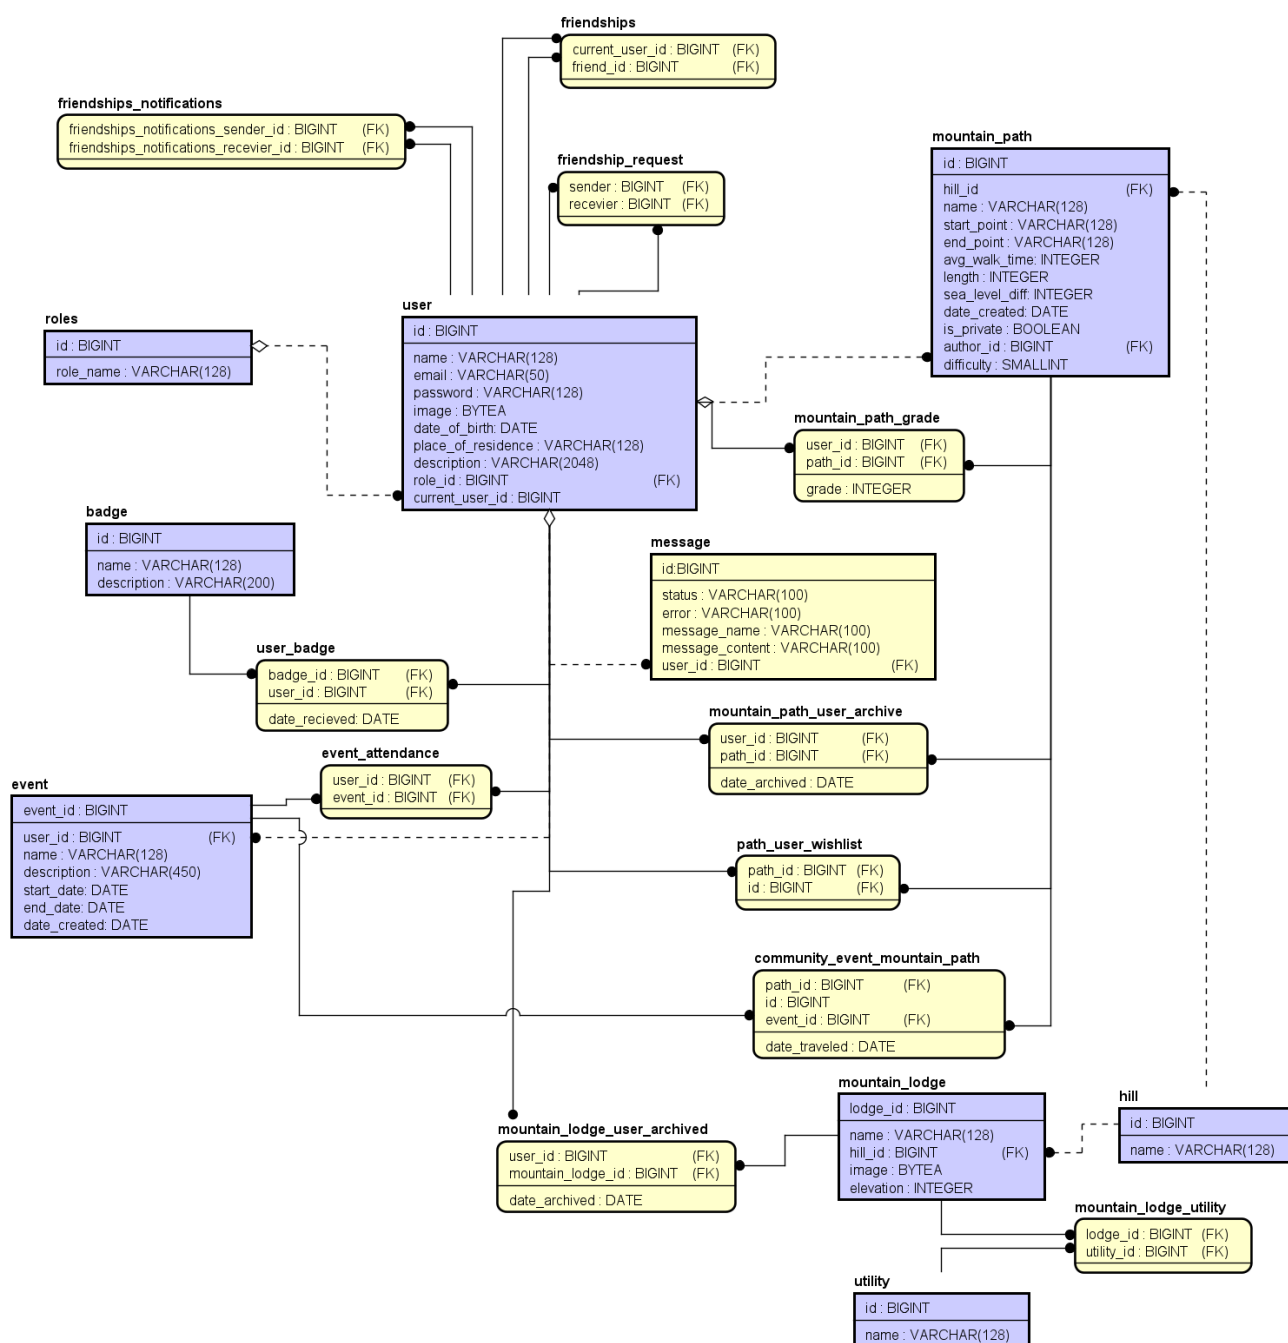 friendships
current_user_id : BIGINT (FK)
friend_id : BIGINT (FK)
friendships_notifications
friendships_notifications_sender_id : BIGINT (FK)
friendships_notifications_recevier_id : BIGINT (FK)
friendship_request
sender : BIGINT (FK)
recevier : BIGINT (FK)
mountain_path
id : BIGINT
hill_id (FK)
name : VARCHAR(128)
start_point : VARCHAR(128)
end_point : VARCHAR(128)
avg_walk_time: INTEGER
length : INTEGER
sea_level_diff: INTEGER
date_created: DATE
is_private : BOOLEAN
author_id : BIGINT (FK)
difficulty : SMALLINT
user
id : BIGINT
name : VARCHAR(128)
email : VARCHAR(50)
password : VARCHAR(128)
image : BYTEA
date_of_birth: DATE
place_of_residence : VARCHAR(128)
description : VARCHAR(2048)
role_id : BIGINT (FK)
current_user_id : BIGINT
roles
id : BIGINT
role_name : VARCHAR(128)
mountain_path_grade
user_id : BIGINT (FK)
path_id : BIGINT (FK)
grade : INTEGER
badge
id : BIGINT
name : VARCHAR(128)
description : VARCHAR(200)
message
id:BIGINT
status : VARCHAR(100)
error : VARCHAR(100)
message_name : VARCHAR(100)
message_content : VARCHAR(100)
user_id : BIGINT (FK)
user_badge
badge_id : BIGINT (FK)
user_id : BIGINT (FK)
date_recieved: DATE
mountain_path_user_archive
user_id : BIGINT (FK)
path_id : BIGINT (FK)
date_archived : DATE
event_attendance
user_id : BIGINT (FK)
event_id : BIGINT (FK)
event
event_id : BIGINT
user_id : BIGINT (FK)
name : VARCHAR(128)
description : VARCHAR(450)
start_date: DATE
end_date: DATE
date_created: DATE
path_user_wishlist
path_id : BIGINT (FK)
id : BIGINT (FK)
community_event_mountain_path
path_id : BIGINT (FK)
id : BIGINT
event_id : BIGINT (FK)
date_traveled : DATE
mountain_lodge
lodge_id : BIGINT
name : VARCHAR(128)
hill_id : BIGINT (FK)
image : BYTEA
elevation : INTEGER
hill
id : BIGINT
name : VARCHAR(128)
mountain_lodge_user_archived
user_id : BIGINT (FK)
mountain_lodge_id : BIGINT (FK)
date_archived : DATE
mountain_lodge_utility
lodge_id : BIGINT (FK)
utility_id : BIGINT (FK)
utility
id : BIGINT
name : VARCHAR(128)